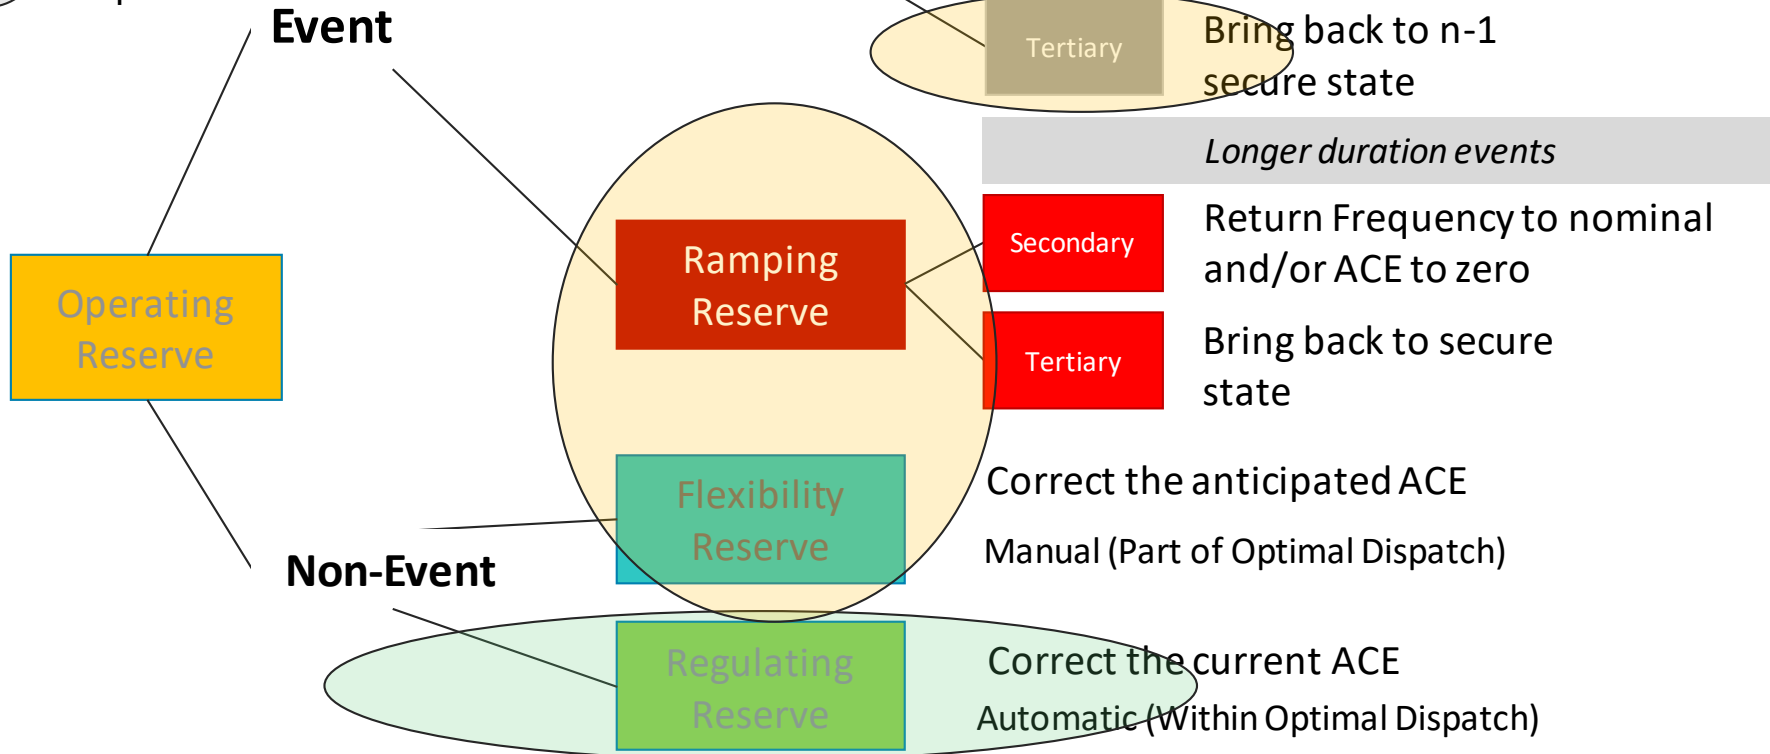 Event
Tertiary
Bring back to n-1
secure state
Longer duration events
Operating
Reserve
Ramping
Reserve
Secondary
Return Frequency to nominal
and/or ACE to zero
Tertiary
Bring back to secure
state
Flexibility
Reserve
Correct the anticipated ACE
Manual (Part of Optimal Dispatch)
Non-Event
Regulating
Reserve
Correct the current ACE
Automatic (Within Optimal Dispatch)